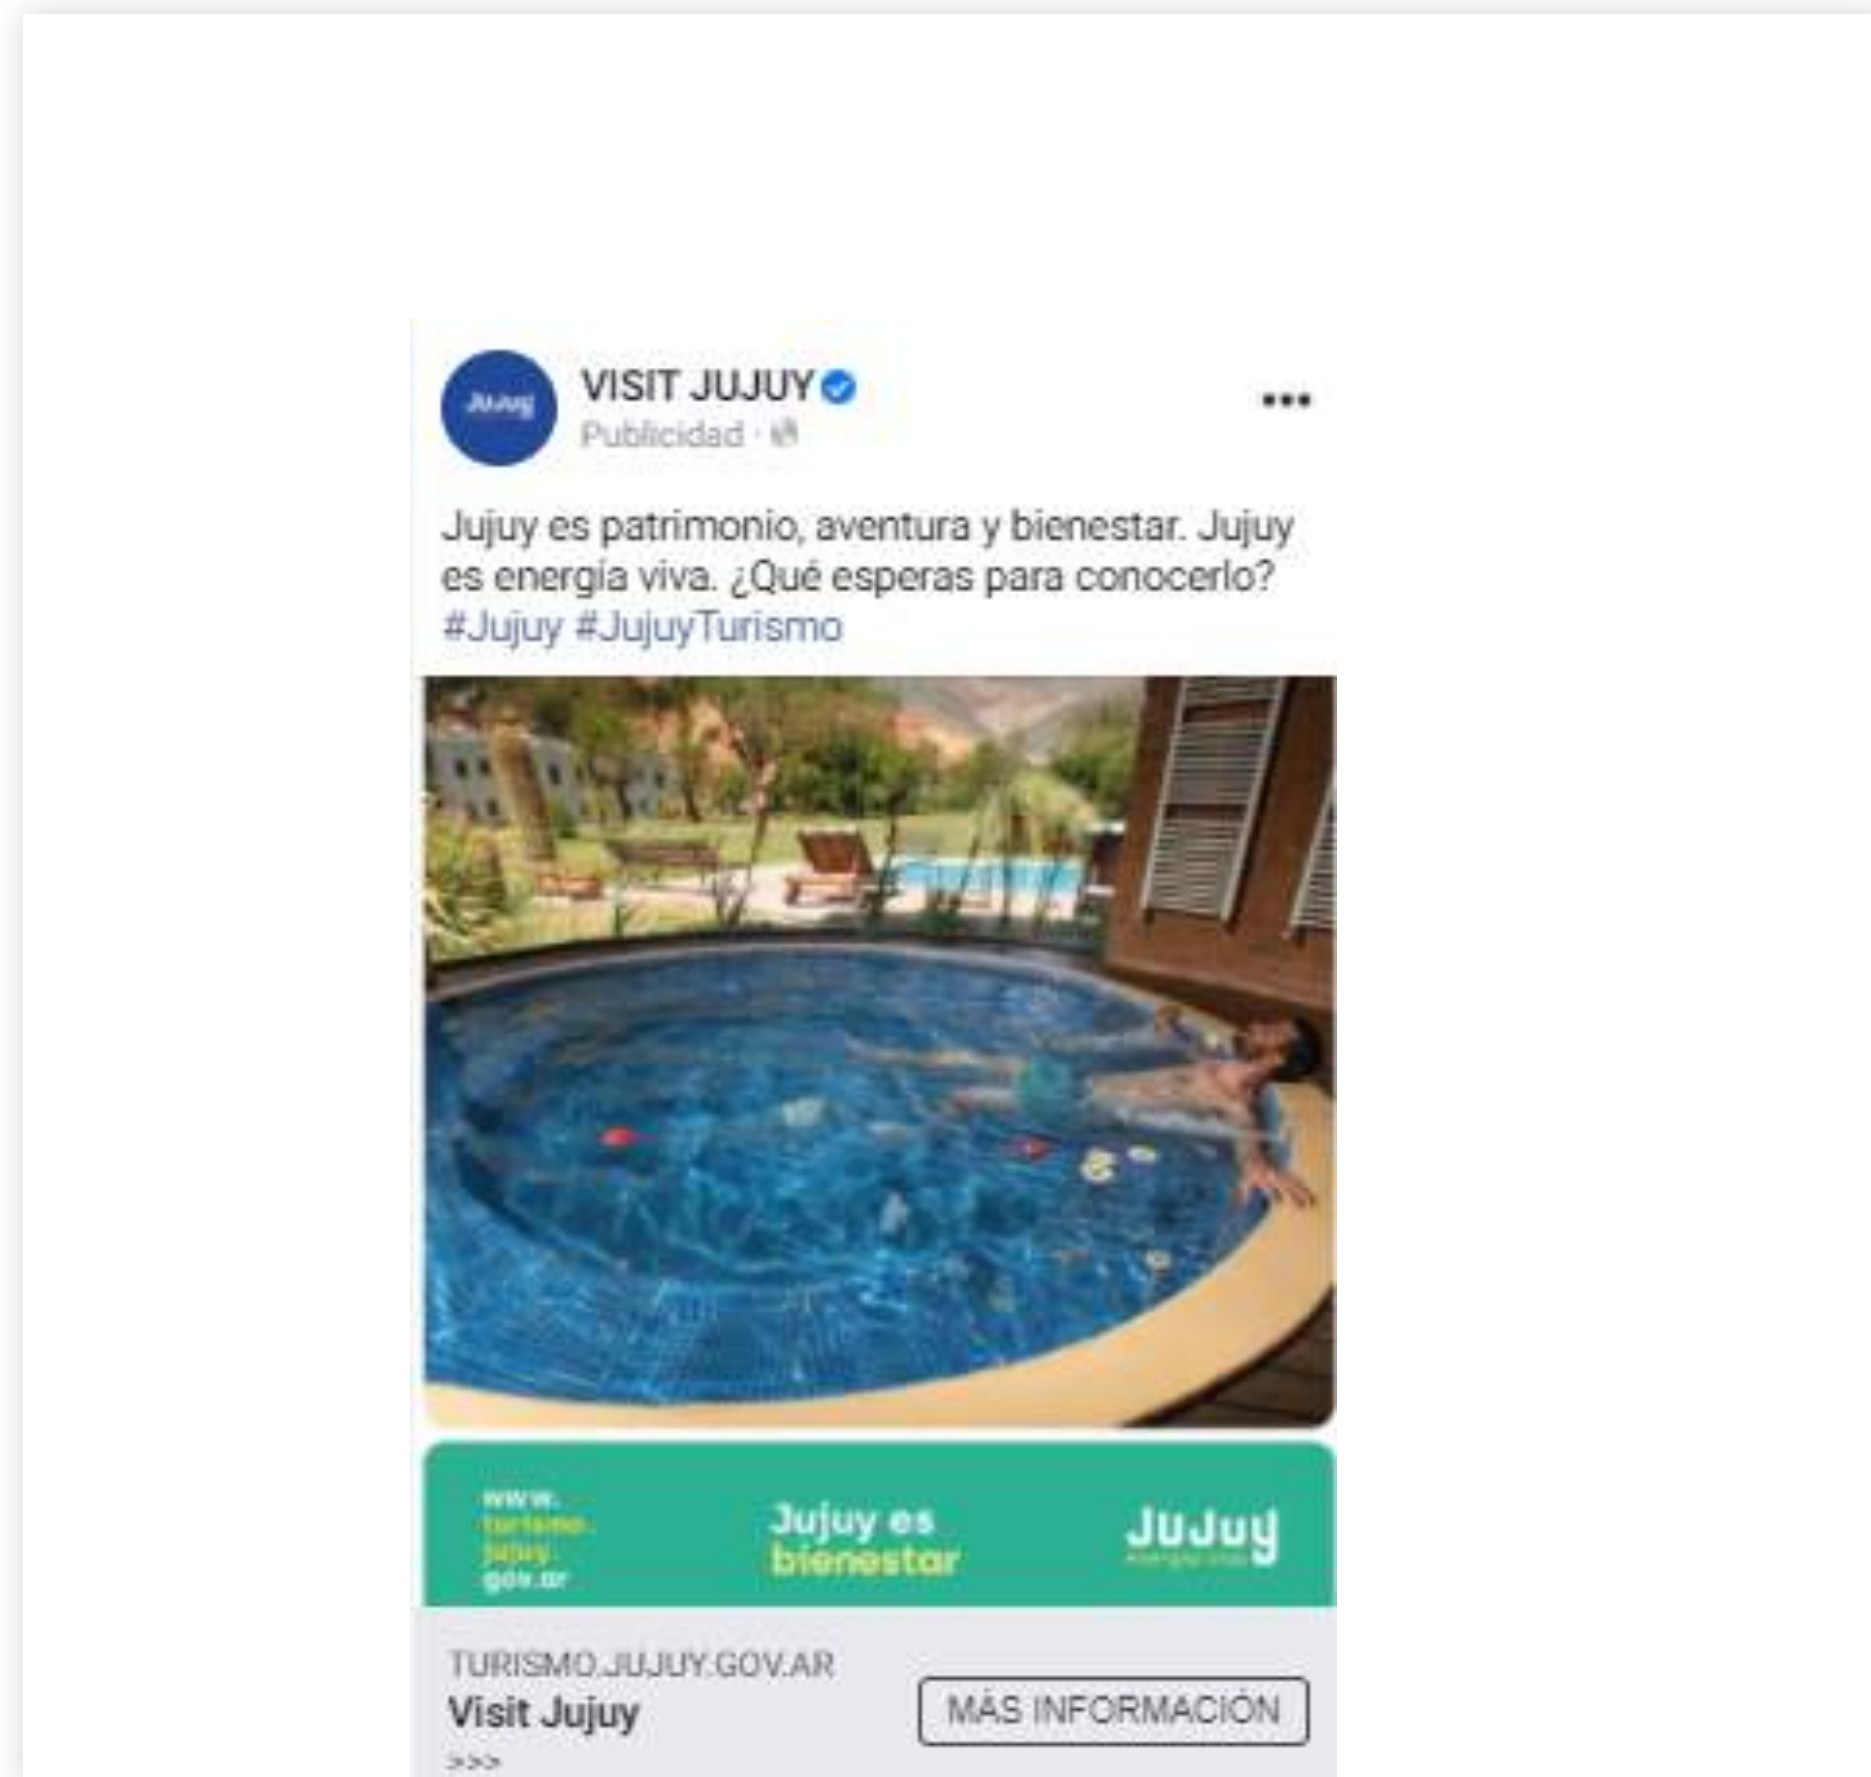 Jujuy
VISIT JUJUY
Publicidad ·
Jujuy es patrimonio, aventura y bienestar. Jujuy
es energía viva. ¿Qué esperas para conocerlo?
#Jujuy #JujuyTurismo
www.
turismo.
jujuy.
gov.ar
Jujuy es
bienestar
JuJuy
TURISMO.JUJUY.GOV.AR
Visit Jujuy
>>>
MÁS INFORMACIÓN